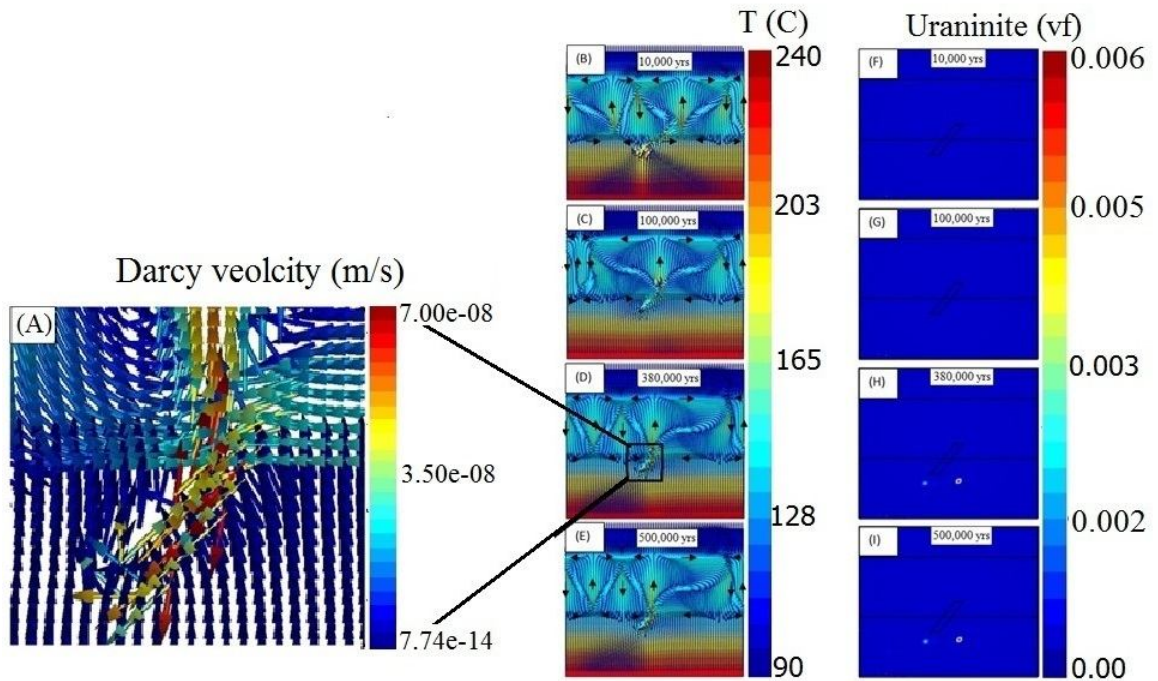 T (C)
Uraninite (vf)
(B)
10,000 yrs
240
(F)
10,000 yrs
0.006
(C)
100,000 yrs
203
(G)
100,000 yrs
0.005
Darcy veolcity (m/s)
(A)
7.00e-08
3.50e-08
7.74e-14
(D)
380,000 yrs
165
(H)
380,000 yrs
0.003
(E)
500,000 yrs
128
(I)
500,000 yrs
0.002
90
0.00